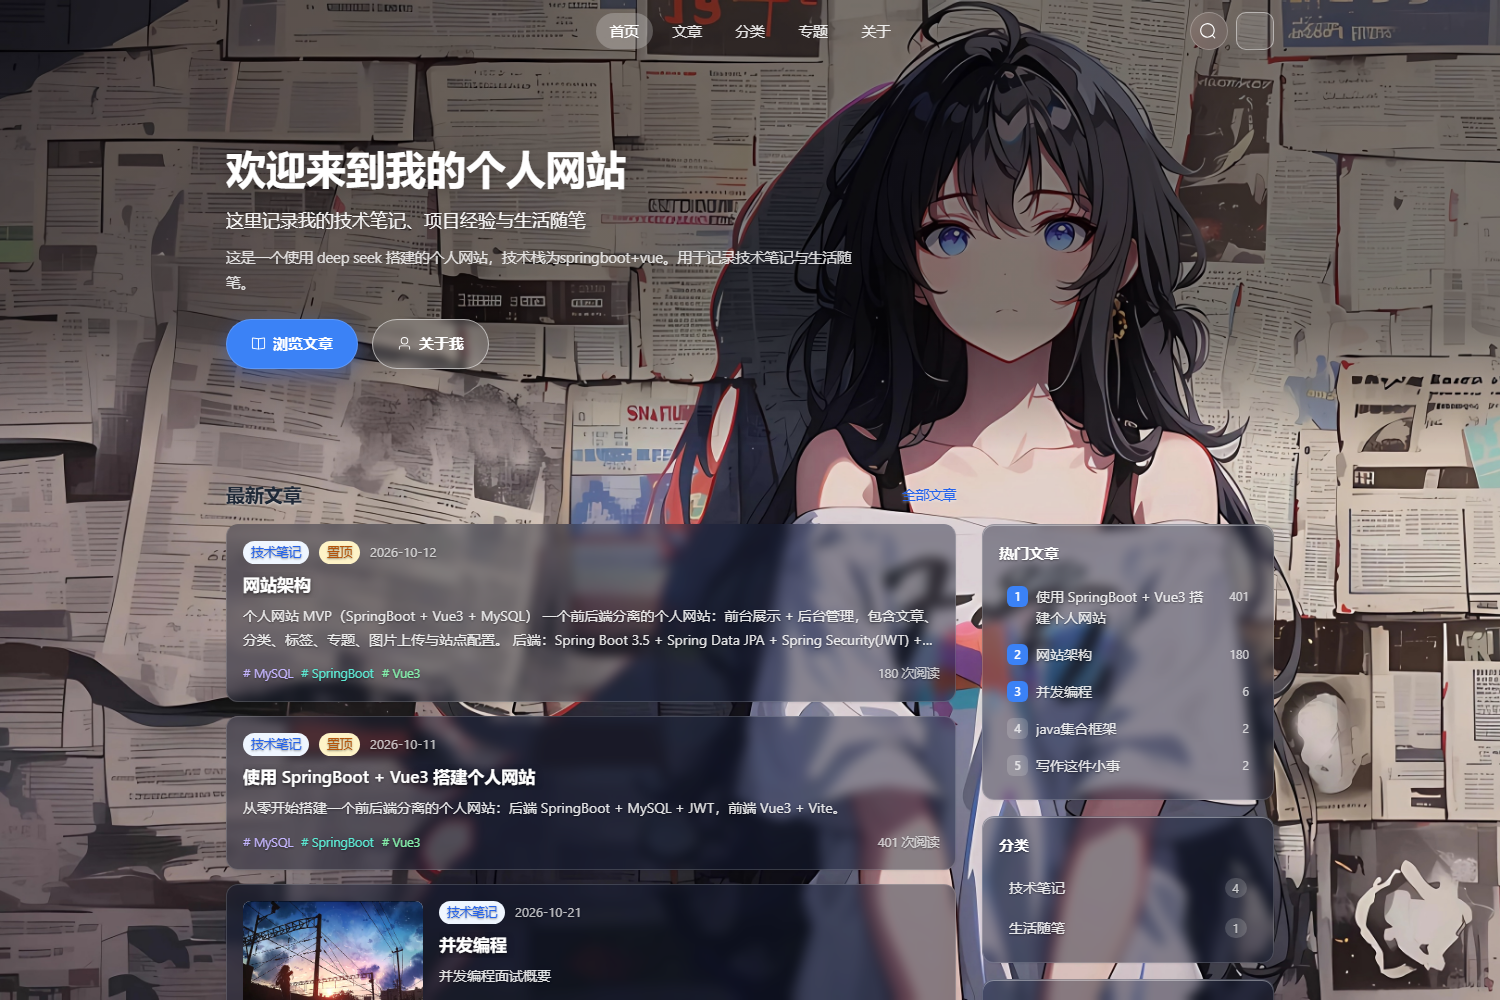 首页 文章 分类 专题 关于
欢迎来到我的个人网站
这里记录我的技术笔记、项目经验与生活随笔
这是一个使用 deep seek 搭建的个人网站，技术栈为springboot+vue。用于记录技术笔记与生活随
笔。
浏览文章 关于我
最新文章 全部文章
技术笔记 置顶 2026-10-12
网站架构
个人网站 MVP（SpringBoot + Vue3 + MySQL） 一个前后端分离的个人网站：前台展示 + 后台管理，包含文章、
分类、标签、专题、图片上传与站点配置。 后端：Spring Boot 3.5 + Spring Data JPA + Spring Security(JWT) +...
# MySQL # SpringBoot # Vue3 180 次阅读
技术笔记 置顶 2026-10-11
使用 SpringBoot + Vue3 搭建个人网站
从零开始搭建一个前后端分离的个人网站：后端 SpringBoot + MySQL + JWT，前端 Vue3 + Vite。
# MySQL # SpringBoot # Vue3 401 次阅读
技术笔记 2026-10-21
并发编程
并发编程面试概要
热门文章
1 使用 SpringBoot + Vue3 搭 401
建个人网站
2 网站架构 180
3 并发编程 6
4 java集合框架 2
5 写作这件小事 2
分类
技术笔记 4
生活随笔 1